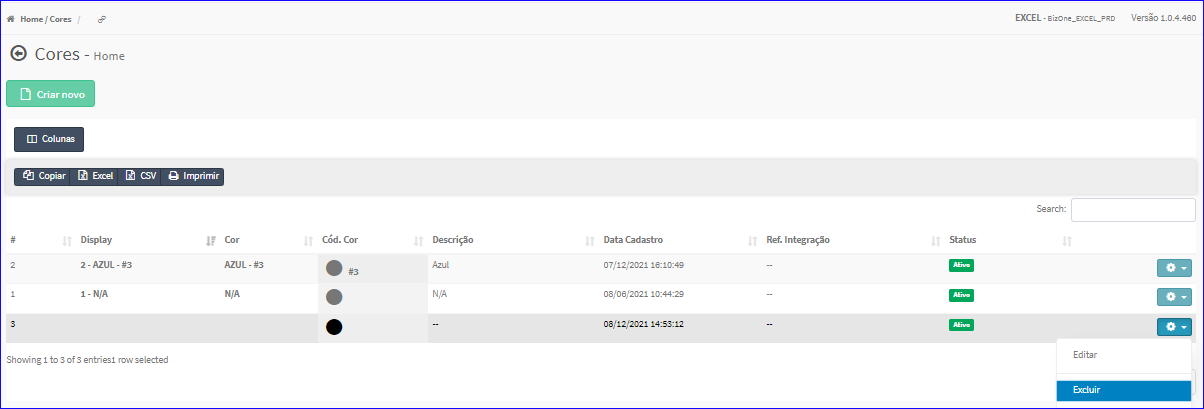 Home / Cores /
EXCEL - BizOne_EXCEL_PRD Versão 1.0.4.460
Cores - Home
Criar novo
Colunas
Copiar Excel CSV Imprimir
Search:
# Display Cor Cód. Cor Descrição Data Cadastro Ref. Integração Status
2 2 - AZUL - #3 AZUL - #3 #3 Azul 07/12/2021 16:10:49 -- Ativo
1 1 - N/A N/A N/A 08/06/2021 10:44:29 -- Ativo
3 -- 08/12/2021 14:53:12 -- Ativo
Showing 1 to 3 of 3 entries1 row selected
Editar
Excluir